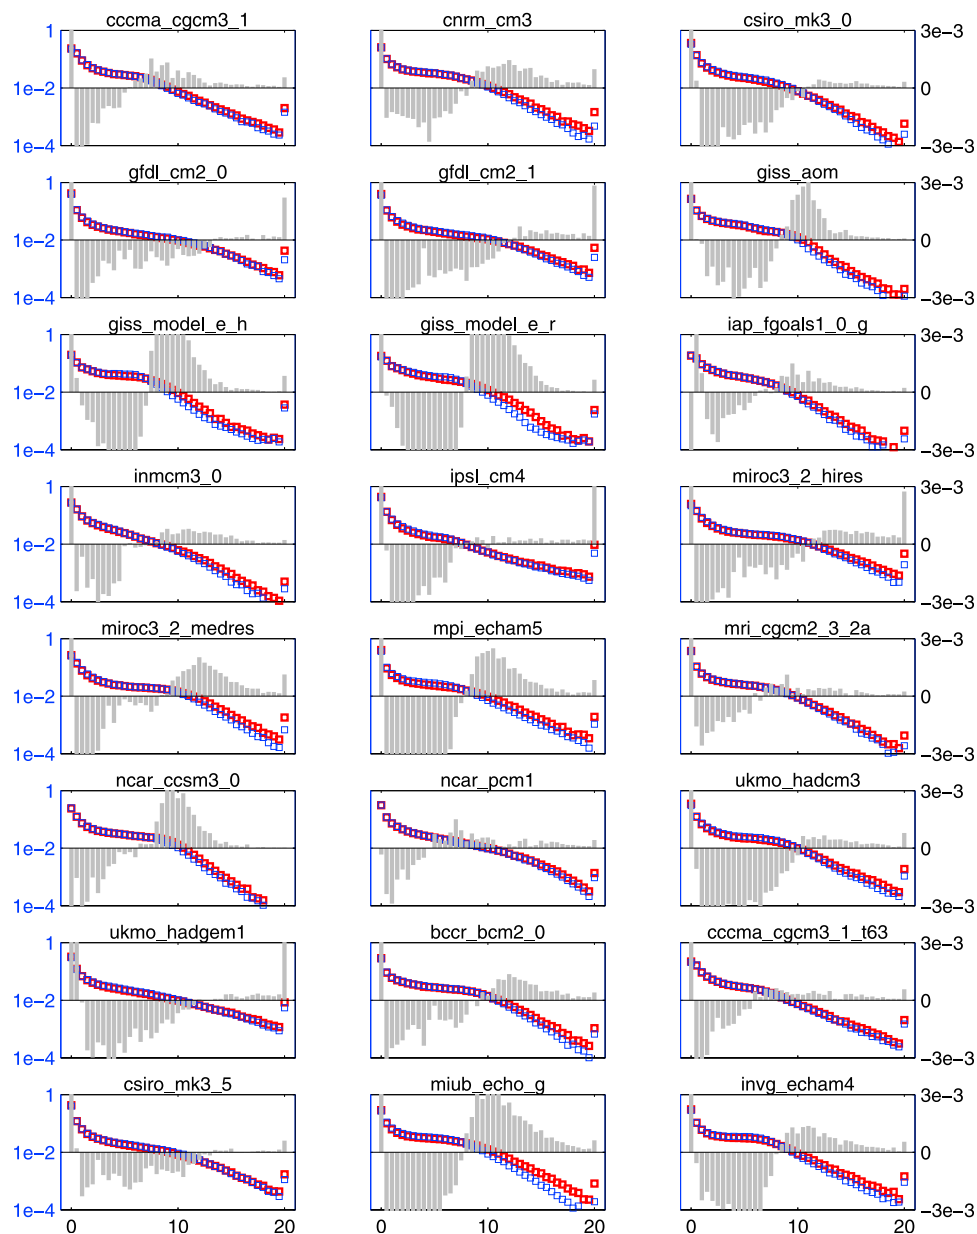 cccma_cgcm3_1 cnrm_cm3 csiro_mk3_0
1 3e-3
1e-2 0
1e-4 -3e-3
gfdl_cm2_0 gfdl_cm2_1 giss_aom
1 3e-3
1e-2 0
1e-4 -3e-3
giss_model_e_h giss_model_e_r iap_fgoals1_0_g
1 3e-3
1e-2 0
1e-4 -3e-3
inmcm3_0 ipsl_cm4 miroc3_2_hires
1 3e-3
1e-2 0
1e-4 -3e-3
miroc3_2_medres mpi_echam5 mri_cgcm2_3_2a
1 3e-3
1e-2 0
1e-4 -3e-3
ncar_ccsm3_0 ncar_pcm1 ukmo_hadcm3
1 3e-3
1e-2 0
1e-4 -3e-3
ukmo_hadgem1 bccr_bcm2_0 cccma_cgcm3_1_t63
1 3e-3
1e-2 0
1e-4 -3e-3
csiro_mk3_5 miub_echo_g invg_echam4
1 3e-3
1e-2 0
1e-4 -3e-3
0 10 20 0 10 20 0 10 20